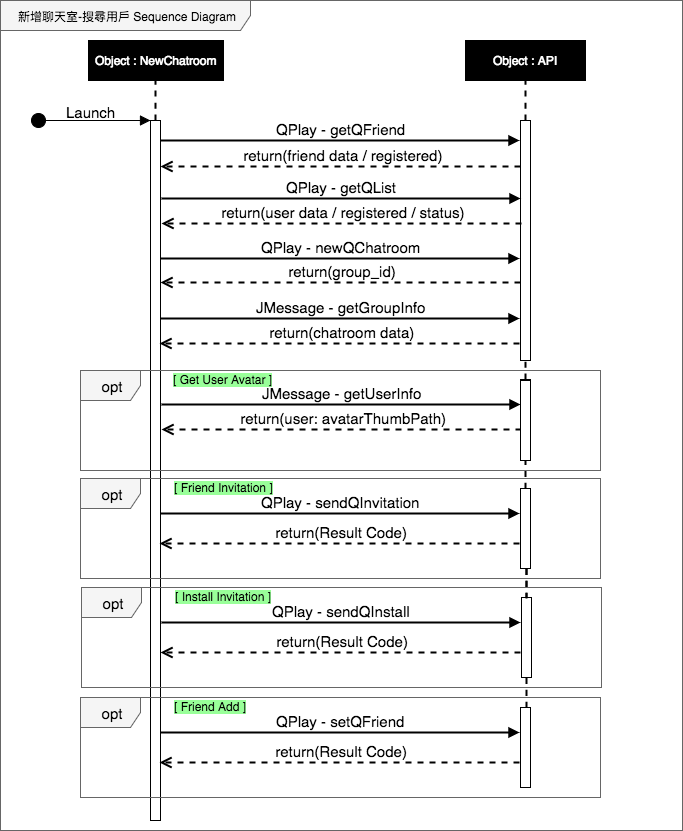 新增聊天室-搜尋用戶 Sequence Diagram
Object : NewChatroom
Object : API
Launch
QPlay - getQFriend
return(friend data / registered)
QPlay - getQList
return(user data / registered / status)
QPlay - newQChatroom
return(group_id)
JMessage - getGroupInfo
return(chatroom data)
opt
[ Get User Avatar ]
JMessage - getUserInfo
return(user: avatarThumbPath)
opt
[ Friend Invitation ]
QPlay - sendQInvitation
return(Result Code)
opt
[ Install Invitation ]
QPlay - sendQInstall
return(Result Code)
opt
[ Friend Add ]
QPlay - setQFriend
return(Result Code)